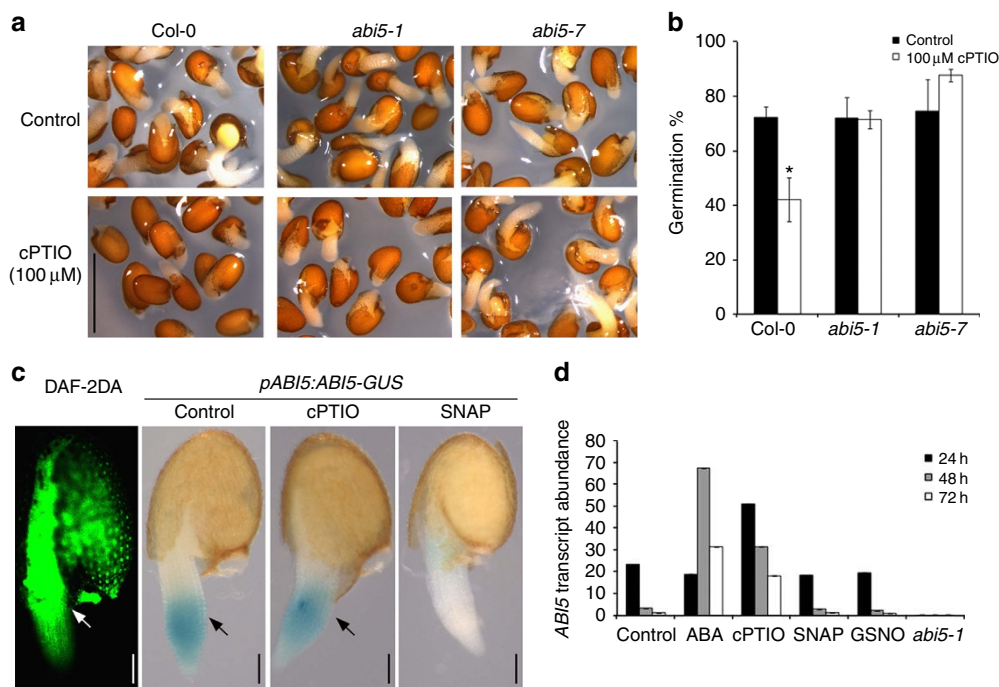 a
Col-0
abi5-1
abi5-7
Control
cPTIO
(100 μM)
b
100
80
60
40
20
0
Germination %
Control
100 μM cPTIO
*
Col-0
abi5-1
abi5-7
c
DAF-2DA
pABI5:ABI5-GUS
Control
cPTIO
SNAP
d
80
70
60
50
40
30
20
10
0
ABI5 transcript abundance
24 h
48 h
72 h
Control
ABA
cPTIO
SNAP
GSNO
abi5-1